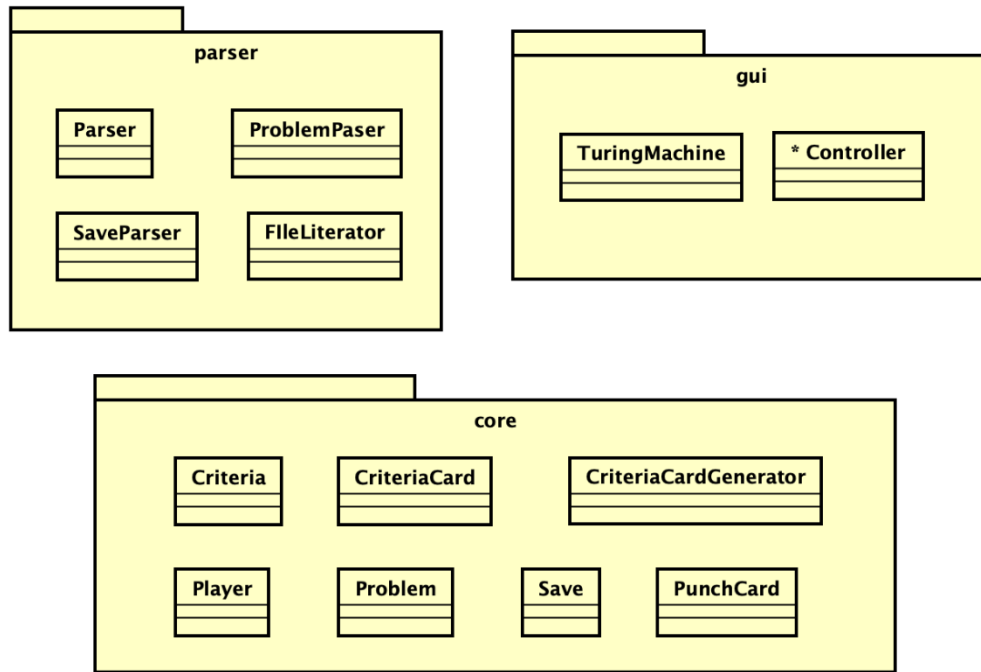 parser
Parser
ProblemPaser
SaveParser
FIleLiterator
gui
TuringMachine
* Controller
core
Criteria
CriteriaCard
CriteriaCardGenerator
Player
Problem
Save
PunchCard